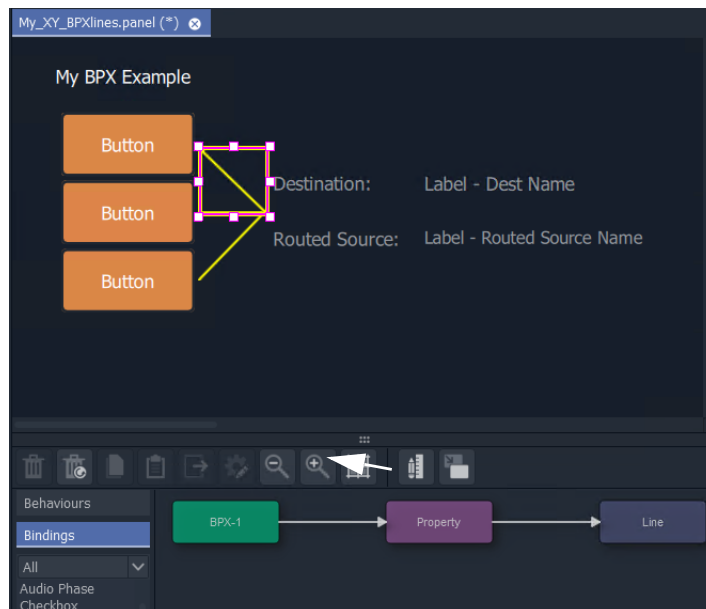 My_XY_BPXlines.panel (*)
My BPX Example
Button
Button
Button
Destination:
Label - Dest Name
Routed Source:
Label - Routed Source Name
Behaviours
Bindings
All
Audio Phase
Checkbox
BPX-1
Property
Line